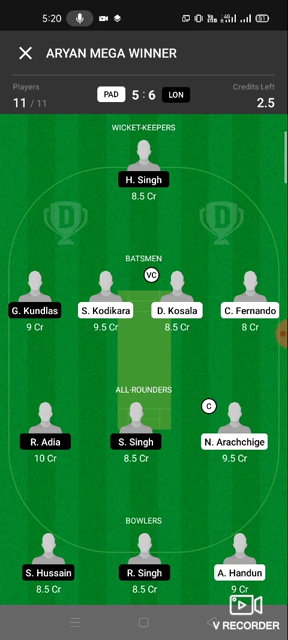 5:20
51
ARYAN MEGA WINNER
Players
11 / 11
PAD 5 : 6 LON
Credits Left
2.5
WICKET-KEEPERS
H. Singh
8.5 Cr
BATSMEN
VC
G. Kundlas S. Kodikara D. Kosala C. Fernando
9 Cr 9.5 Cr 8.5 Cr 8 Cr
ALL-ROUNDERS
C
R. Adia S. Singh N. Arachchige
10 Cr 8.5 Cr 9.5 Cr
BOWLERS
S. Hussain R. Singh A. Handun
8.5 Cr 8.5 Cr 9 Cr
V RECORDER